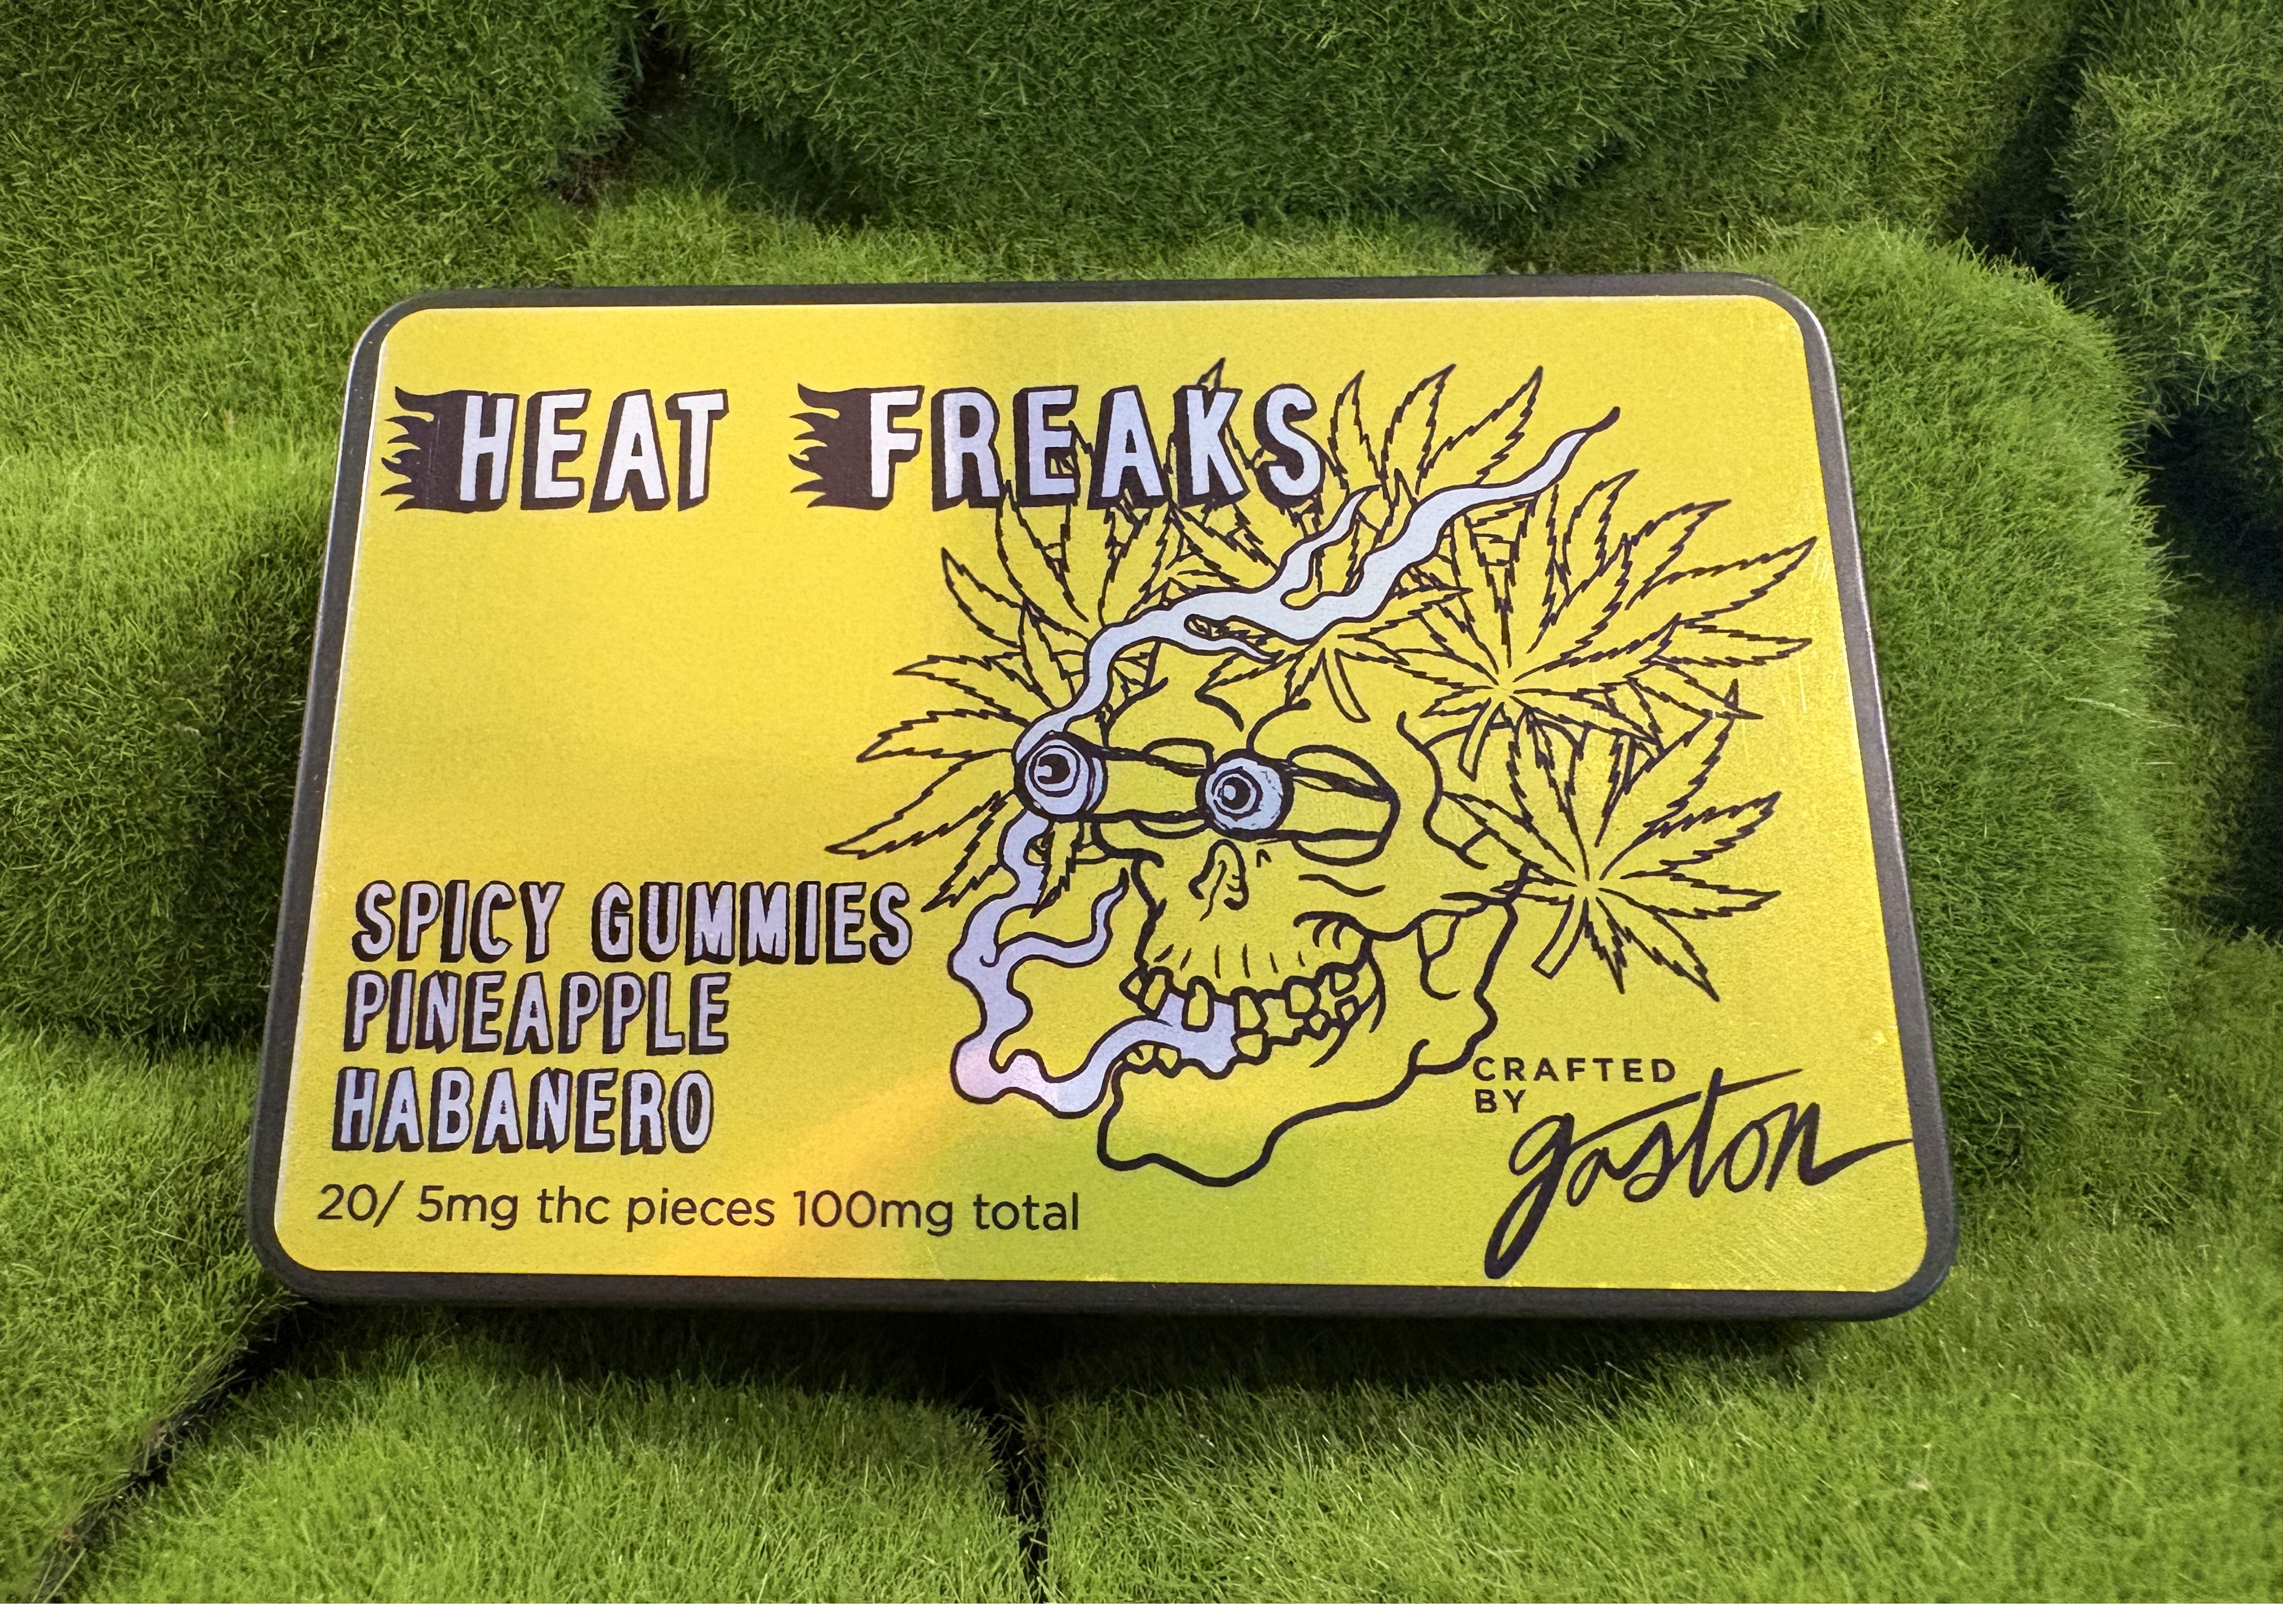 HEAT FREAKS
SPICY GUMMIES
PINEAPPLE
HABANERO
20/ 5mg thc pieces 100mg total
CRAFTED
BY
gaston